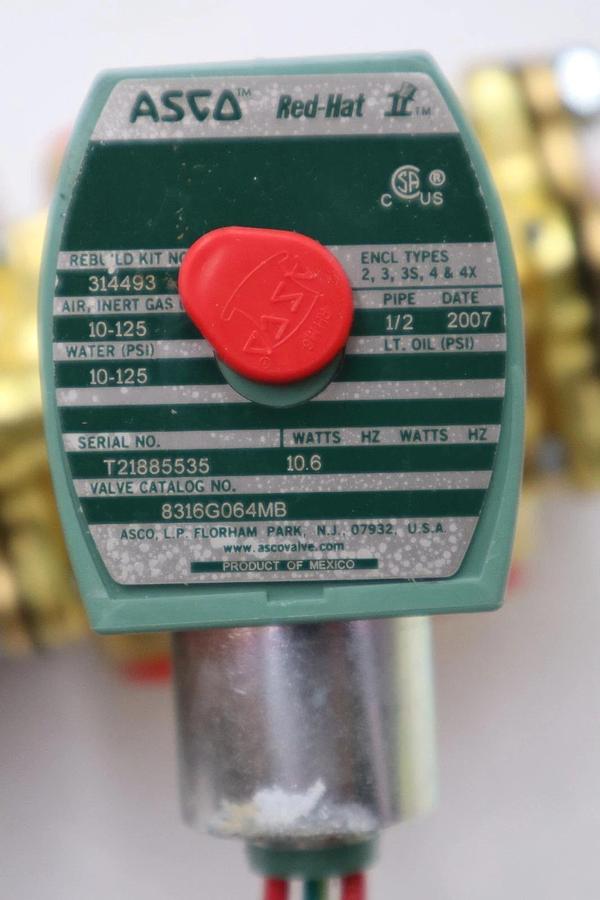 ASCO™ Red-Hat II™
CSA ®
C US
REBUILD KIT NO
ENCL TYPES
2, 3, 3S, 4 & 4X
314493
AIR, INERT GAS
PIPE DATE
10-125
1/2 2007
WATER (PSI)
LT. OIL (PSI)
10-125
SERIAL NO.
WATTS HZ WATTS HZ
T21885535
10.6
VALVE CATALOG NO.
8316G064MB
ASCO, L.P. FLORHAM PARK, N.J., 07932, U.S.A.
www.ascovalve.com
PRODUCT OF MEXICO
ASCO